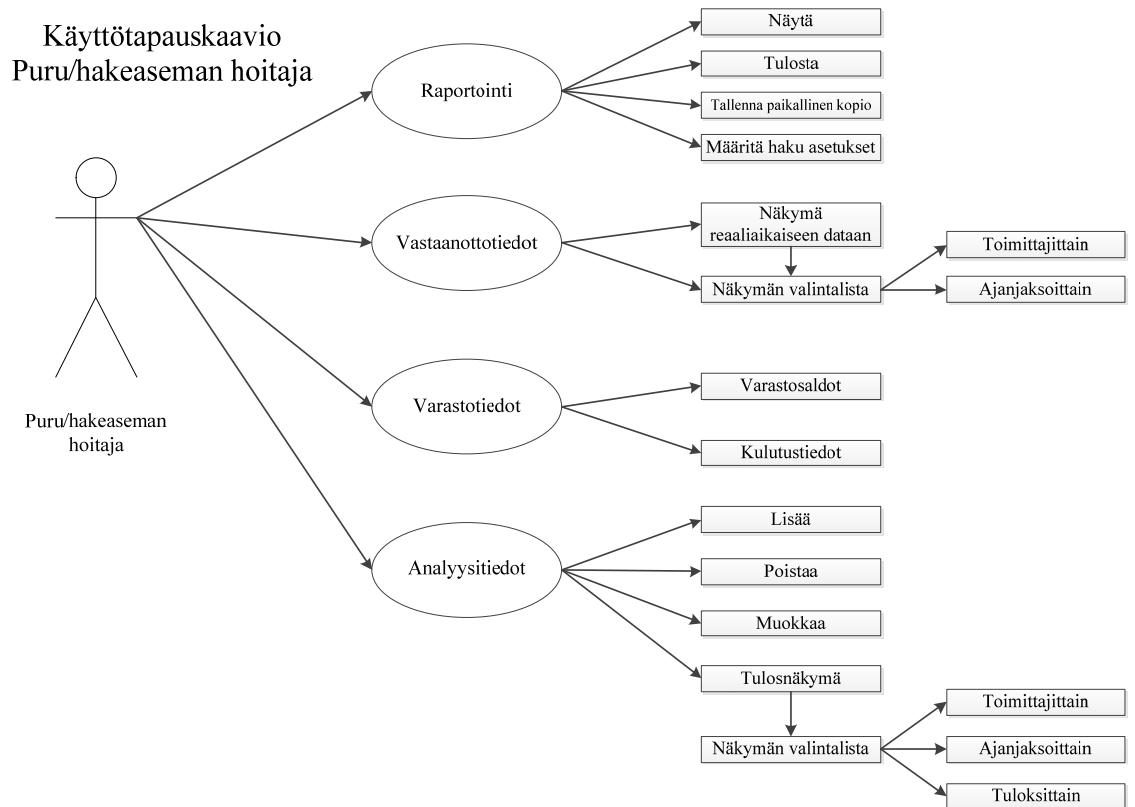 Käyttötapauskaavio
Puru/hakeaseman hoitaja
Puru/hakeaseman
hoitaja
Raportointi
Näytä
Tulosta
Tallenna paikallinen kopio
Määritä haku asetukset
Vastaanottotiedot
Näkymä
reaaliaikaiseen dataan
Näkymän valintalista
Toimittajittain
Ajanjaksoittain
Varastotiedot
Varastosaldot
Kulutustiedot
Analyysitiedot
Lisää
Poistaa
Muokkaa
Tulosnäkymä
Näkymän valintalista
Toimittajittain
Ajanjaksoittain
Tuloksittain